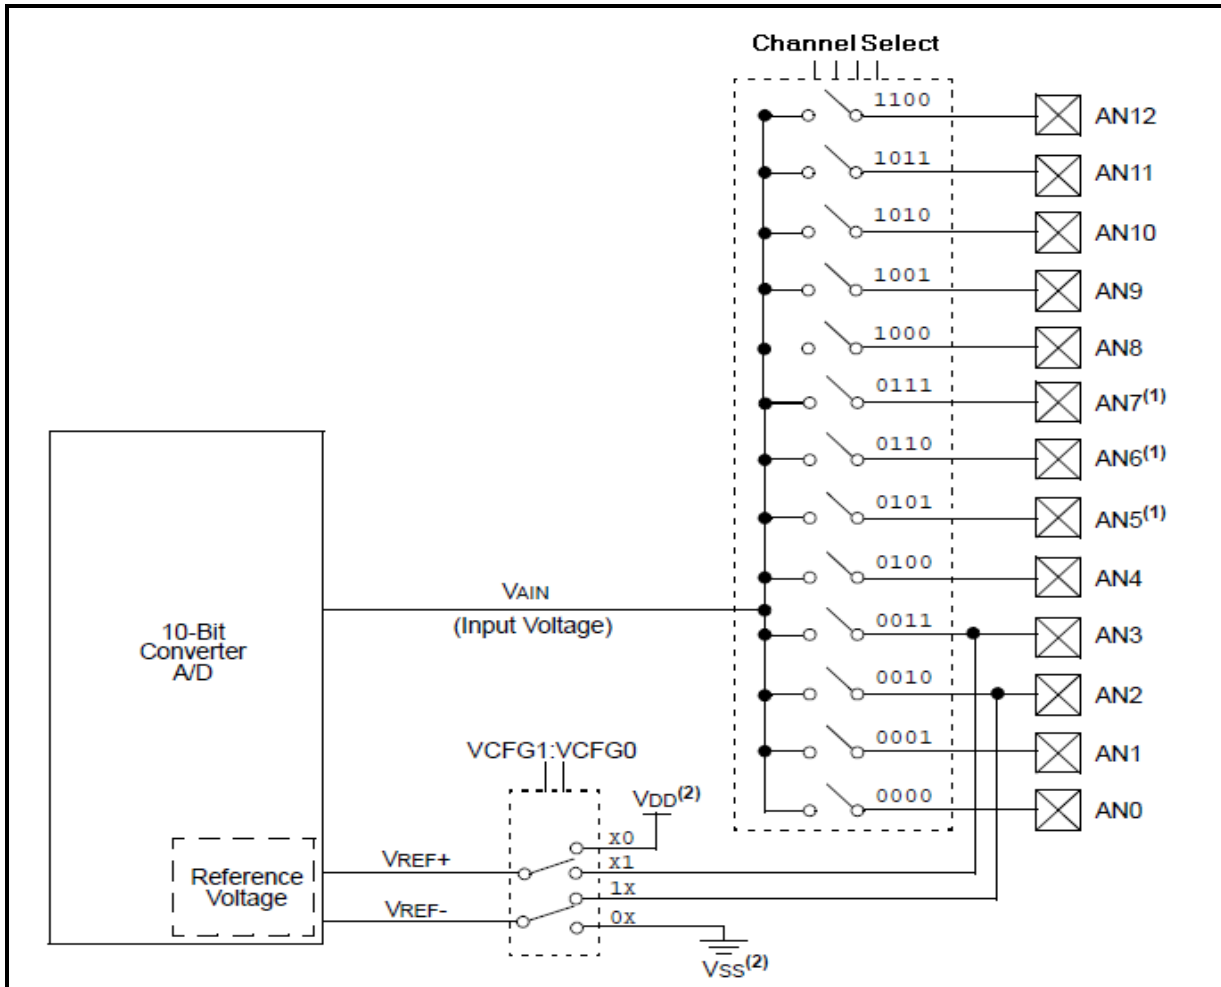 Channel Select
1100 AN12
1011 AN11
1010 AN10
1001 AN9
1000 AN8
0111 AN7(1)
0110 AN6(1)
0101 AN5(1)
0100 AN4
VAIN
(Input Voltage)
0011 AN3
10-Bit
Converter
A/D
0010 AN2
0001 AN1
VCFG1:VCFG0
0000 AN0
VDD(2)
X0
X1
1X
0X
VREF+
VREF-
Reference
Voltage
VSS(2)